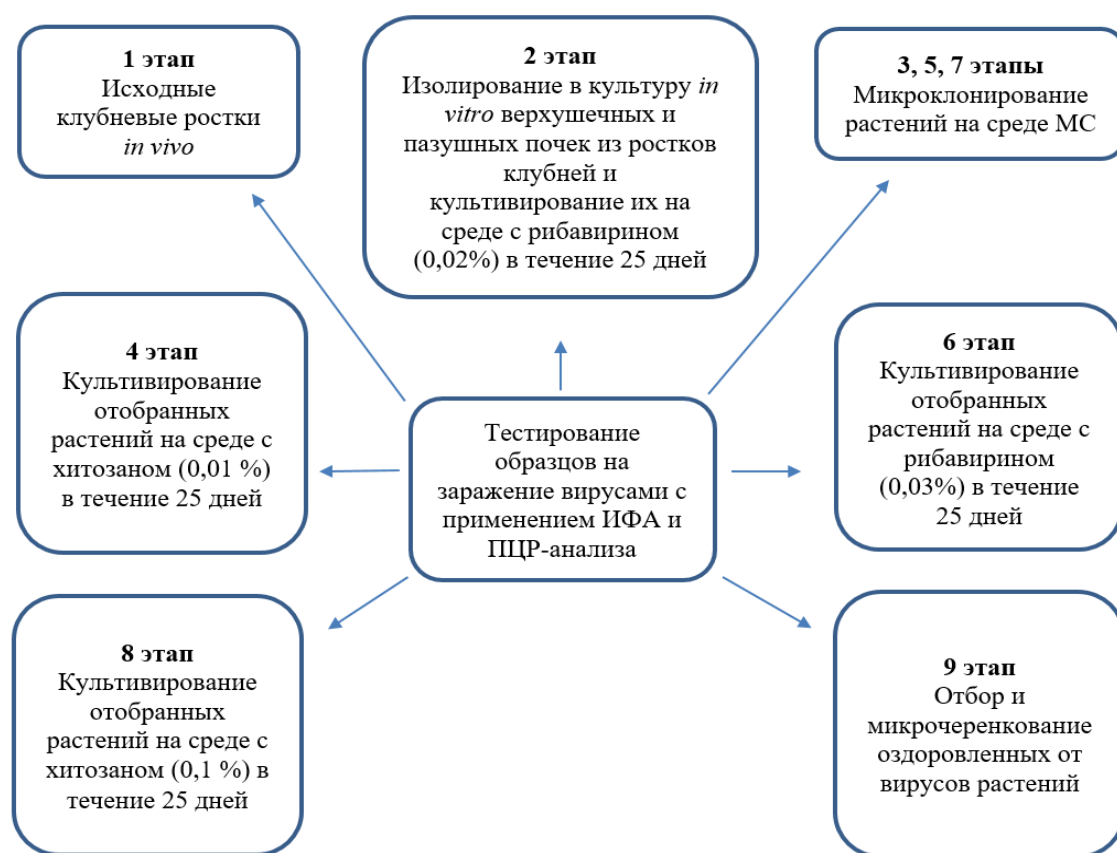 1 этап
Исходные
клубневые ростки
in vivo
2 этап
Изолирование в культуру in
vitro верхушечных и
пазушных почек из ростков
клубней и
культивирование их на
среде с рибавирином
(0,02%) в течение 25 дней
3, 5, 7 этапы
Микроклонирование
растений на среде МС
4 этап
Культивирование
отобранных
растений на среде с
хитозаном (0,01 %)
в течение 25 дней
Тестирование
образцов на
заражение вирусами с
применением ИФА и
ПЦР-анализа
6 этап
Культивирование
отобранных
растений на среде с
рибавирином
(0,03%) в течение
25 дней
8 этап
Культивирование
отобранных
растений на среде с
хитозаном (0,1 %) в
течение 25 дней
9 этап
Отбор и
микрочеренкование
оздоровленных от
вирусов растений